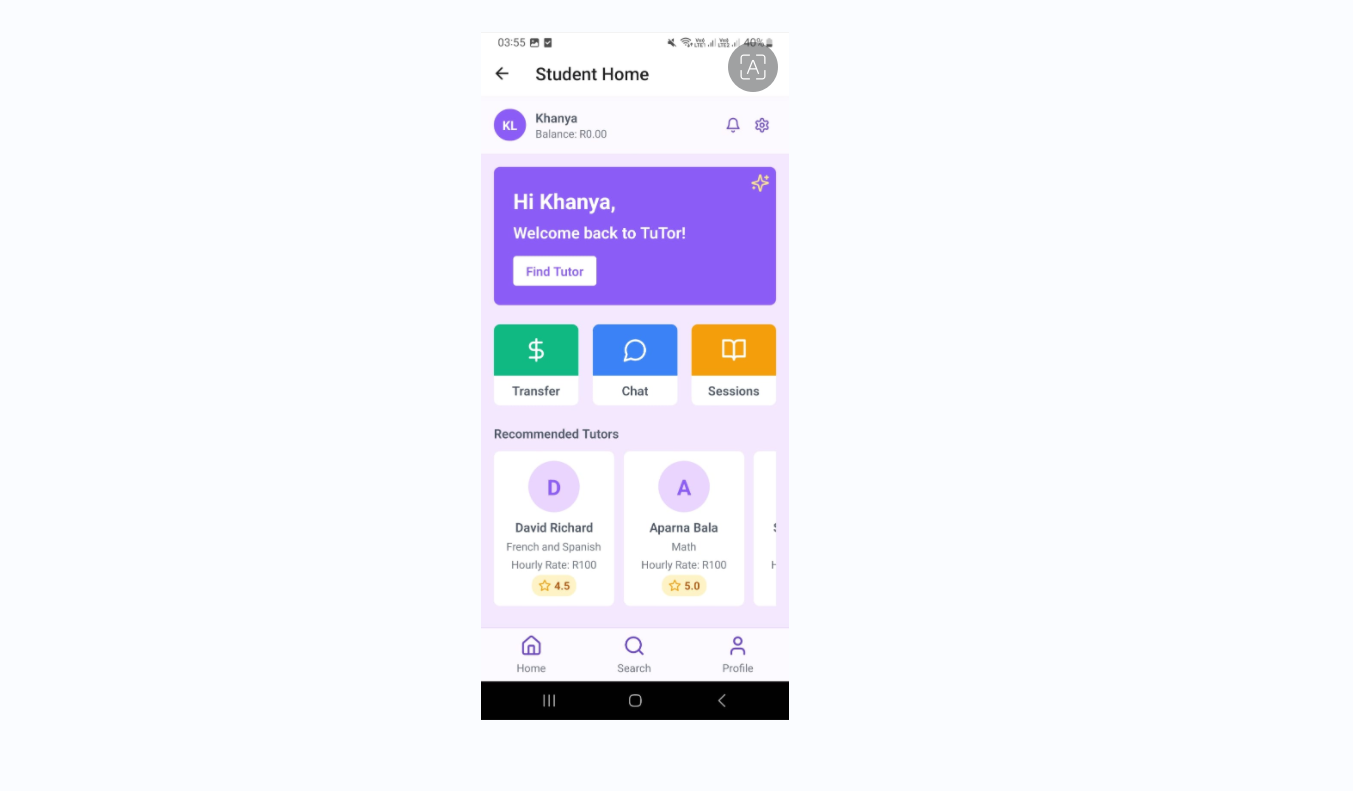 03:55 40%
Student Home
A
KL
Khanya
Balance: R0.00
Hi Khanya,
Welcome back to TuTor!
Find Tutor
Transfer Chat Sessions
Recommended Tutors
D A
David Richard Aparna Bala
French and Spanish Math
Hourly Rate: R100 Hourly Rate: R100
4.5 5.0
Home Search Profile